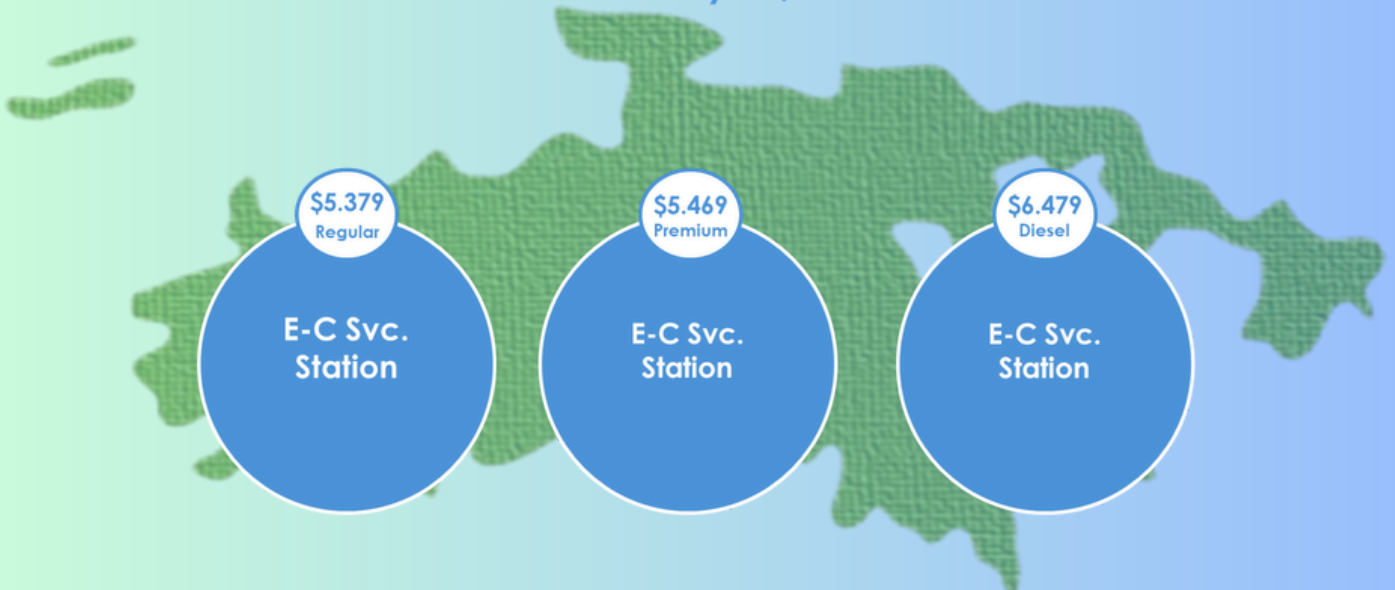 $5.379
Regular
$5.469
Premium
$6.479
Diesel
E-C Svc.
Station
E-C Svc.
Station
E-C Svc.
Station